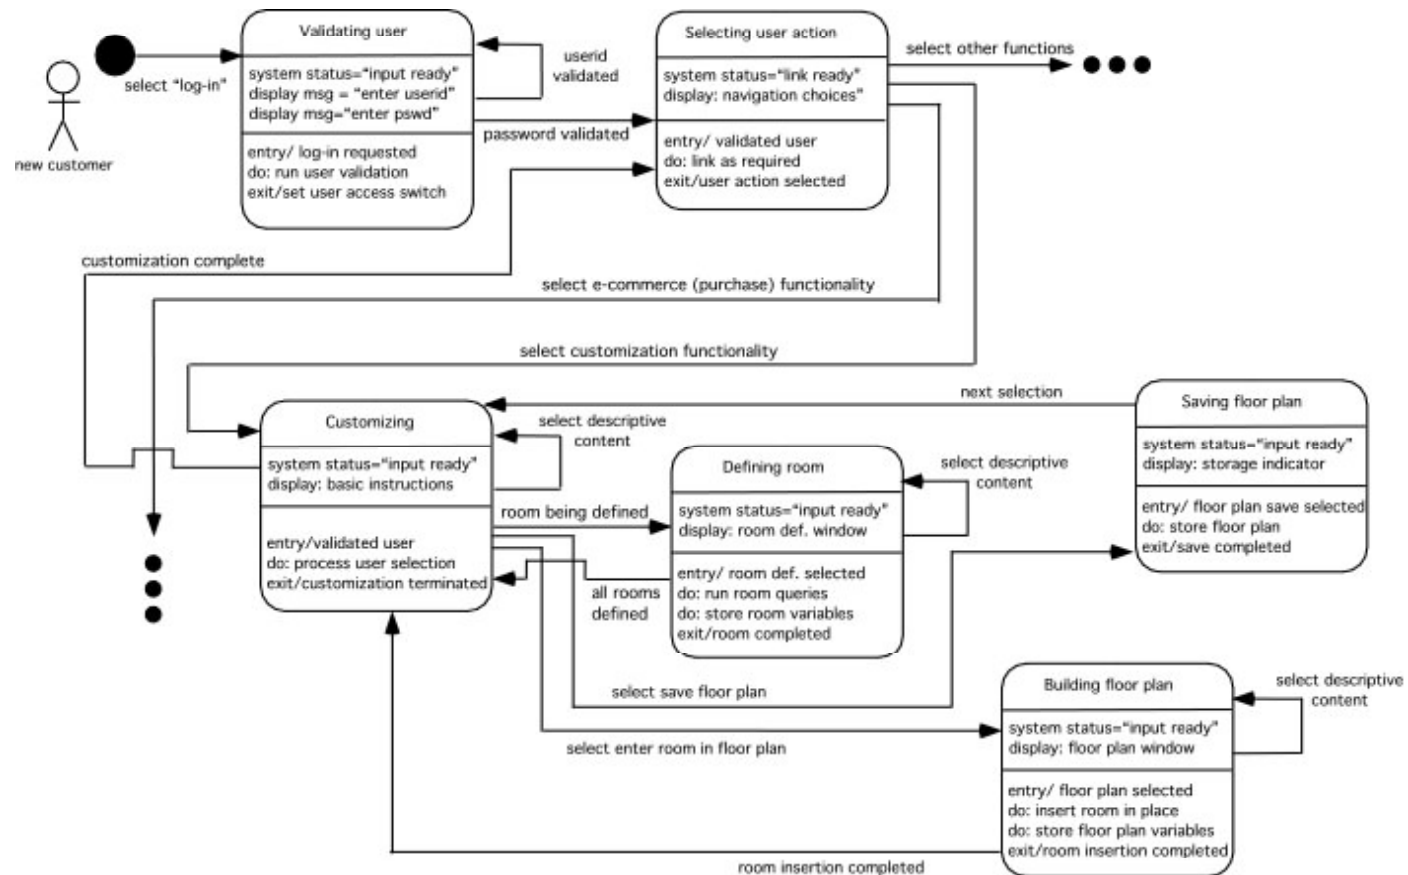 Validating user
system status="input ready"
display msg = "enter userid"
display msg="enter pswd"
entry/ log-in requested
do: run user validation
exit/set user access switch
select "log-in"
new customer
userid
validated
password validated
Selecting user action
system status="link ready"
display: navigation choices"
entry/ validated user
do: link as required
exit/user action selected
select other functions
customization complete
select e-commerce (purchase) functionality
select customization functionality
next selection
Customizing
system status="input ready"
display: basic instructions
entry/validated user
do: process user selection
exit/customization terminated
select descriptive
content
room being defined
all rooms
defined
Defining room
system status="input ready"
display: room def. window
entry/ room def. selected
do: run room queries
do: store room variables
exit/room completed
select descriptive
content
Saving floor plan
system status="input ready"
display: storage indicator
entry/ floor plan save selected
do: store floor plan
exit/save completed
select save floor plan
select enter room in floor plan
Building floor plan
system status="input ready"
display: floor plan window
entry/ floor plan selected
do: insert room in place
do: store floor plan variables
exit/room insertion completed
select descriptive
content
room insertion completed